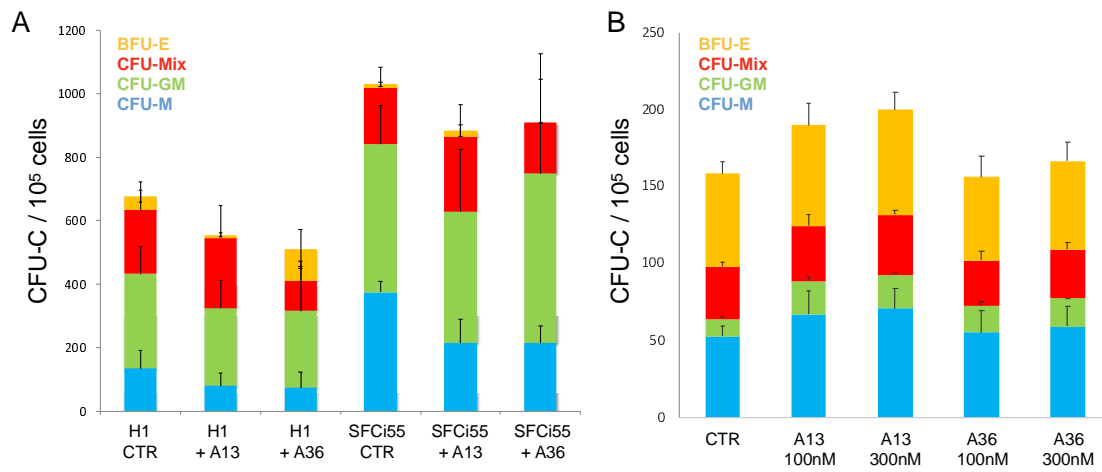 A
CFU-C / 10⁵ cells
1200
1000
800
600
400
200
0
BFU-E
CFU-Mix
CFU-GM
CFU-M
H1 CTR
H1 + A13
H1 + A36
SFCi55 CTR
SFCi55 + A13
SFCi55 + A36
B
CFU-C / 10⁵ cells
250
200
150
100
50
0
BFU-E
CFU-Mix
CFU-GM
CFU-M
CTR
A13 100nM
A13 300nM
A36 100nM
A36 300nM